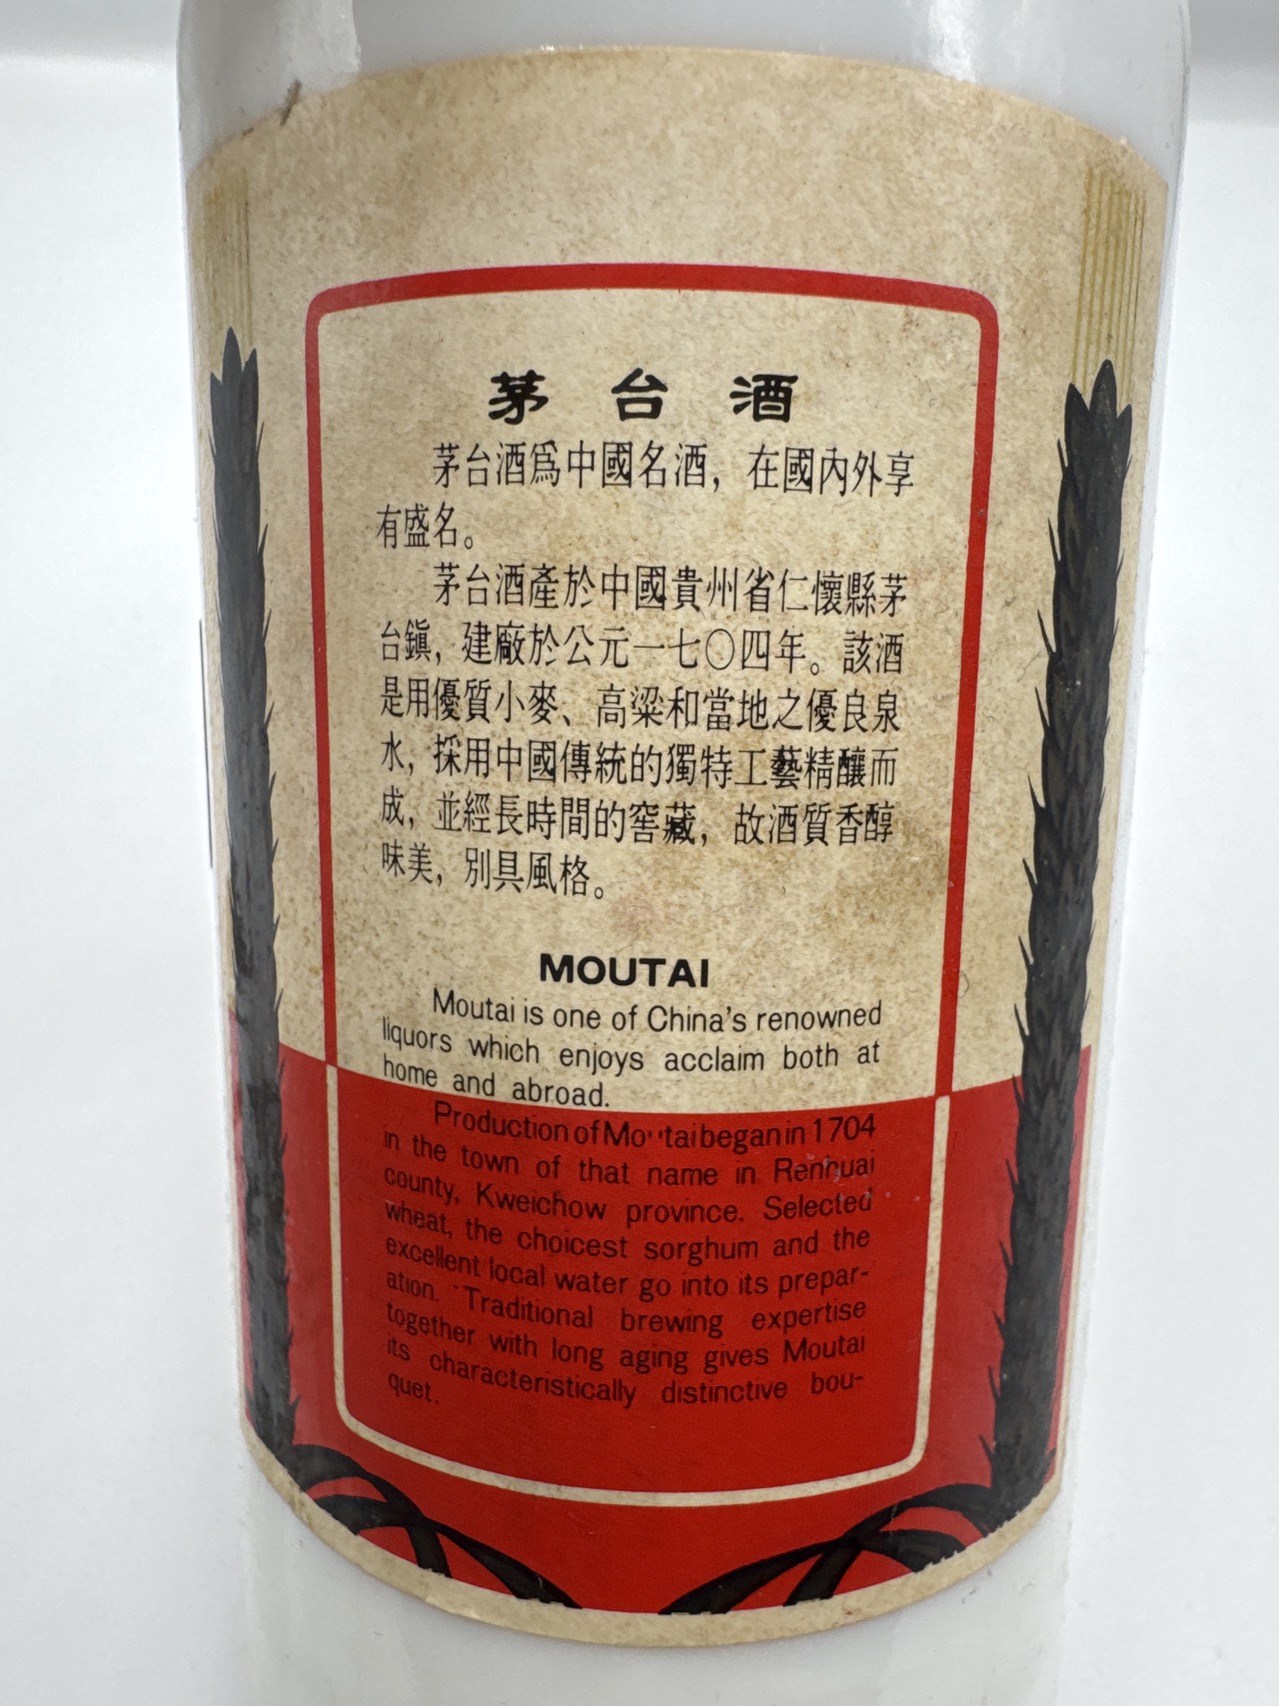 茅台酒
茅台酒爲中國名酒，在國內外享
有盛名。
茅台酒產於中國貴州省仁懷縣茅
台鎭，建廠於公元一七〇四年。該酒
是用優質小麥、高粱和當地之優良泉
水，採用中國傳統的獨特工藝精釀而
成，並經長時間的窖藏，故酒質香醇
味美，別具風格。
MOUTAI
Moutai is one of China's renowned
liquors which enjoys acclaim both at
home and abroad.
Production of Moutai began in 1704
in the town of that name in Renhuai
county, Kweichow province. Selected
wheat, the choicest sorghum and the
excellent local water go into its prepar-
ation. Traditional brewing expertise
together with long aging gives Moutai
its characteristically distinctive bou-
quet.